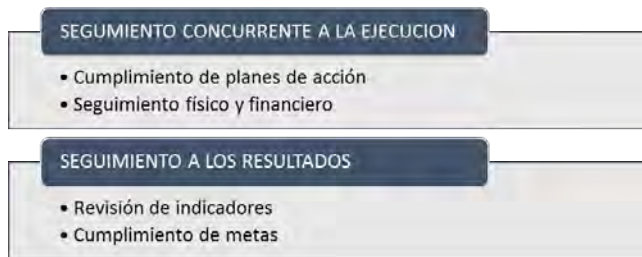 SEGUMIENTO CONCURRENTE A LA EJECUCION
• Cumplimiento de planes de acción
• Seguimiento físico y financiero
SEGUIMIENTO A LOS RESULTADOS
• Revisión de indicadores
• Cumplimiento de metas